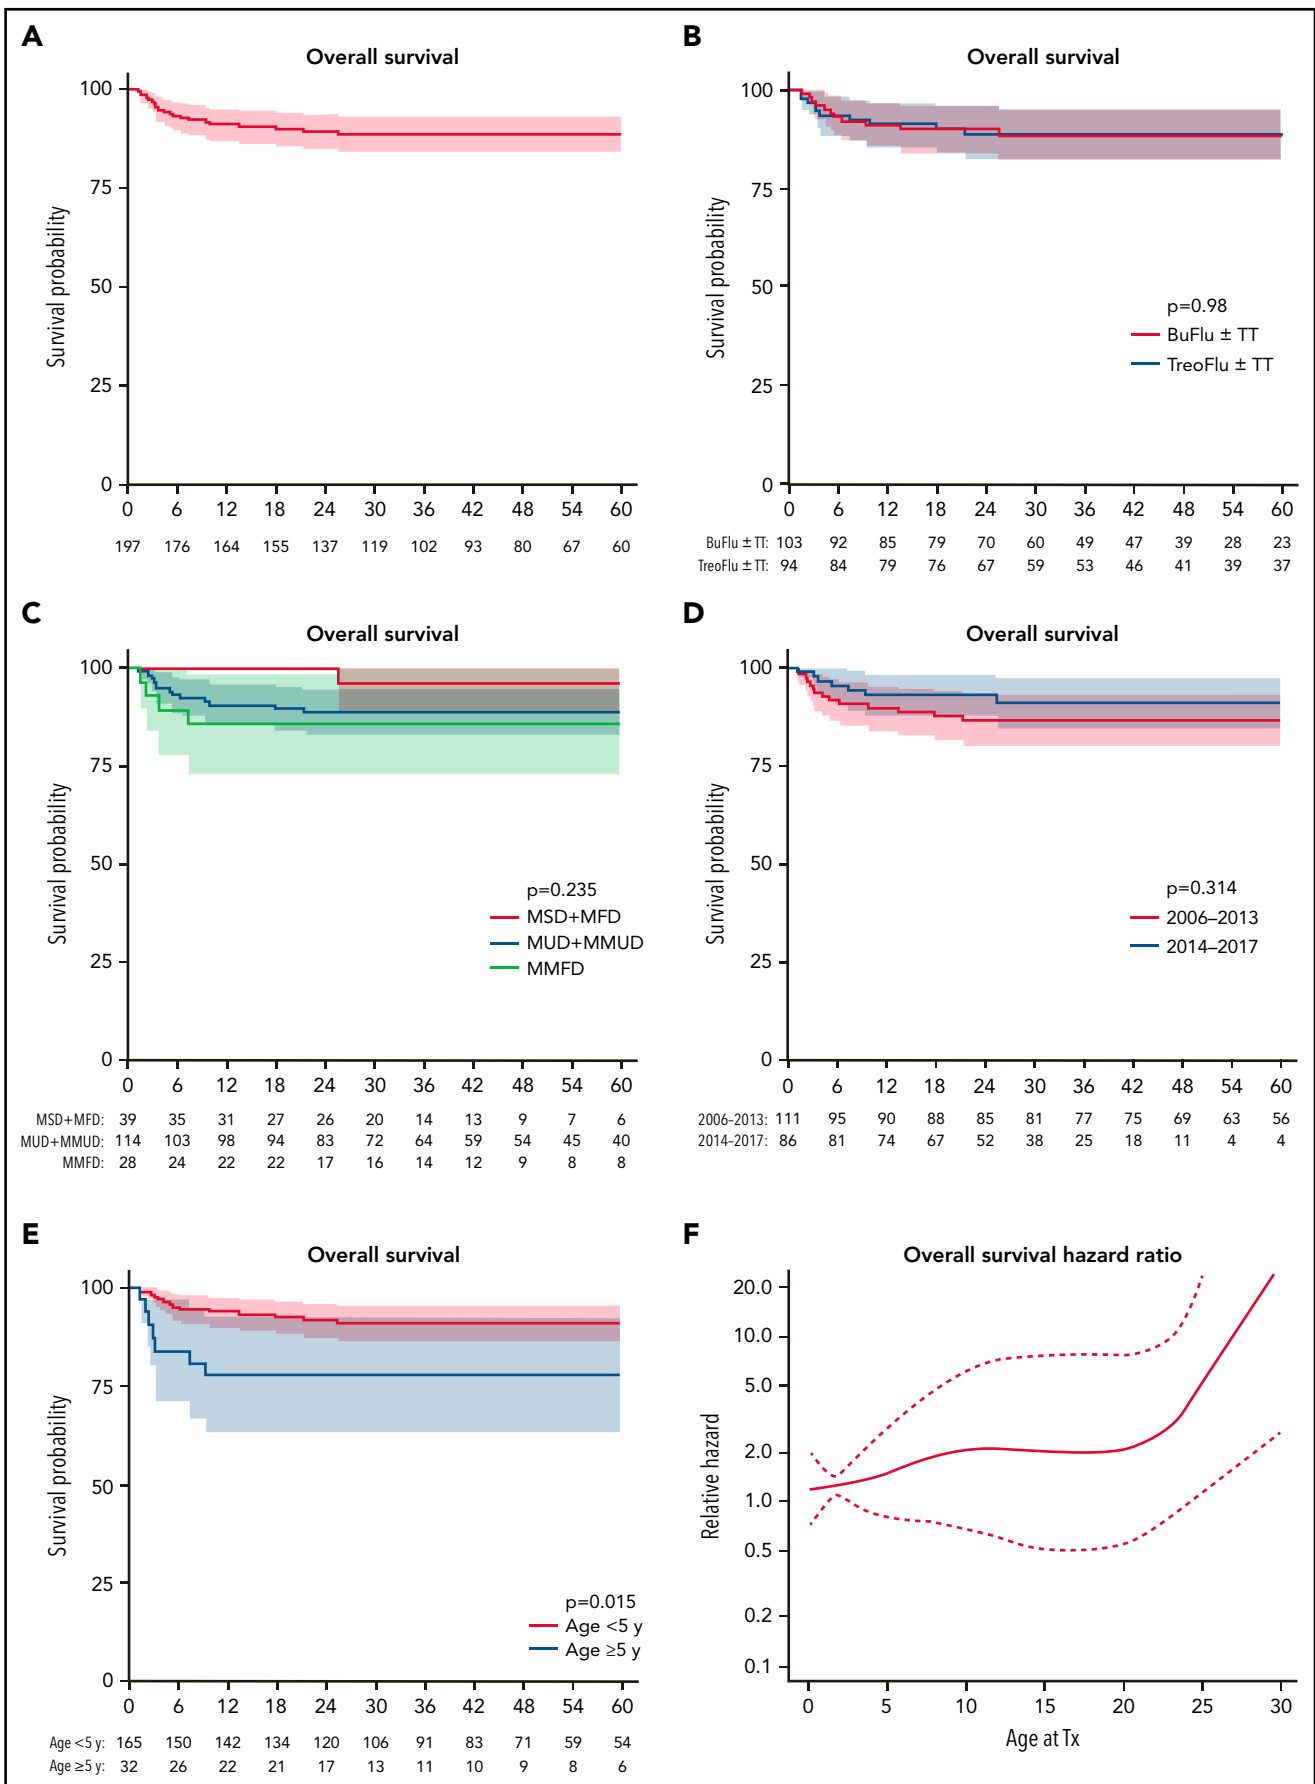 A
Overall survival
100
75
50
25
0
Survival probability
0 6 12 18 24 30 36 42 48 54 60
197 176 164 155 137 119 102 93 80 67 60
B
Overall survival
100
75
50
25
0
Survival probability
p=0.98
BuFlu ± TT
TreoFlu ± TT
0 6 12 18 24 30 36 42 48 54 60
BuFlu ± TT: 103 92 85 79 70 60 49 47 39 28 23
TreoFlu ± TT: 94 84 79 76 67 59 53 46 41 39 37
C
Overall survival
100
75
50
25
0
Survival probability
p=0.235
MSD+MFD
MUD+MMUD
MMFD
0 6 12 18 24 30 36 42 48 54 60
MSD+MFD: 39 35 31 27 26 20 14 13 9 7 6
MUD+MMUD: 114 103 98 94 83 72 64 59 54 45 40
MMFD: 28 24 22 22 17 16 14 12 9 8 8
D
Overall survival
100
75
50
25
0
Survival probability
p=0.314
2006–2013
2014–2017
0 6 12 18 24 30 36 42 48 54 60
2006–2013: 111 95 90 88 85 81 77 75 69 63 56
2014–2017: 86 81 74 67 52 38 25 18 11 4 4
E
Overall survival
100
75
50
25
0
Survival probability
p=0.015
Age <5 y
Age ≥5 y
0 6 12 18 24 30 36 42 48 54 60
Age <5 y: 165 150 142 134 120 106 91 83 71 59 54
Age ≥5 y: 32 26 22 21 17 13 11 10 9 8 6
F
Overall survival hazard ratio
20.0
10.0
5.0
2.0
1.0
0.5
0.2
0.1
Relative hazard
0 5 10 15 20 25 30
Age at Tx